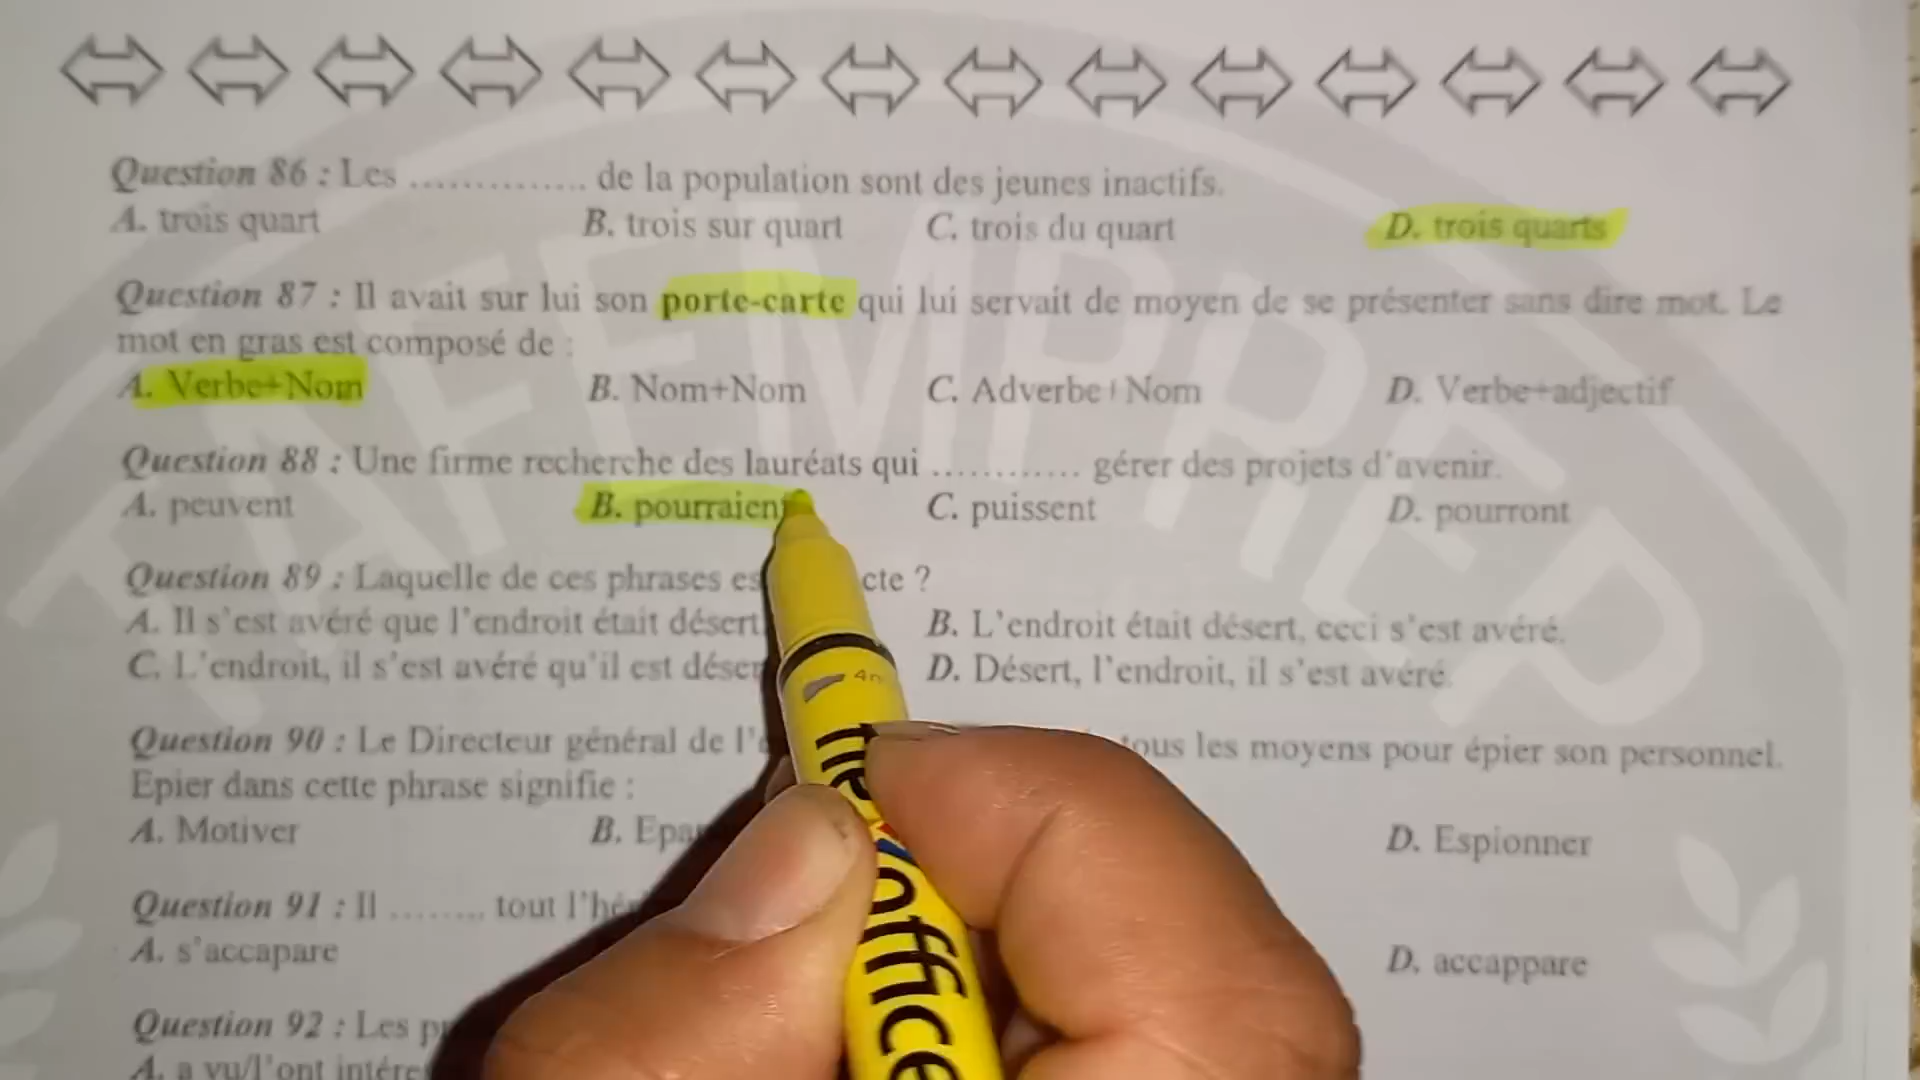 Question 86 : Les .............. de la population sont des jeunes inactifs.
A. trois quart B. trois sur quart C. trois du quart D. trois quarts
Question 87 : Il avait sur lui son porte-carte qui lui servait de moyen de se présenter sans dire mot. Le
mot en gras est composé de :
A. Verbe+Nom B. Nom+Nom C. Adverbe+Nom D. Verbe+adjectif
Question 88 : Une firme recherche des lauréats qui ............ gérer des projets d'avenir.
A. peuvent B. pourraient C. puissent D. pourront
Question 89 : Laquelle de ces phrases es cte ?
A. Il s'est avéré que l'endroit était désert B. L'endroit était désert, ceci s'est avéré.
C. L'endroit, il s'est avéré qu'il est déser D. Désert, l'endroit, il s'est avéré.
Question 90 : Le Directeur général de l' tous les moyens pour épier son personnel.
Epier dans cette phrase signifie :
A. Motiver B. Epa D. Espionner
Question 91 : Il ........ tout l'hé
A. s'accapare D. accappare
Question 92 : Les p
A. a vu/l'ont intére
TAFEMPREP
4m
office